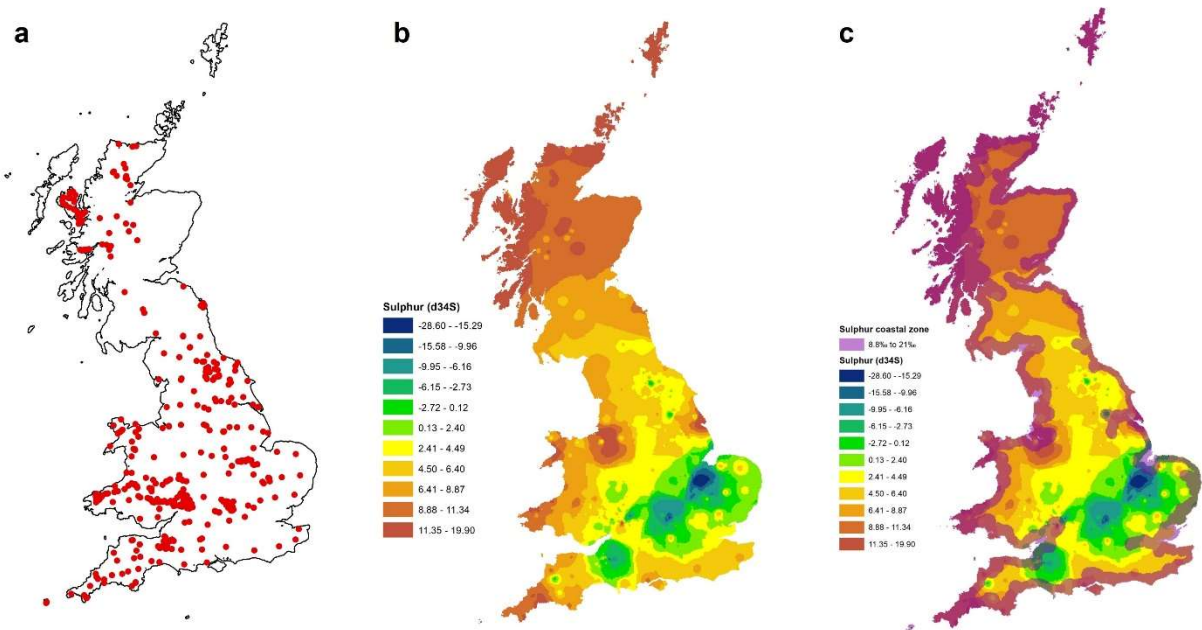 a
b
c
Sulphur (d34S)
-28.60 - -15.29
-15.58 - -9.96
-9.95 - -6.16
-6.15 - -2.73
-2.72 - 0.12
0.13 - 2.40
2.41 - 4.49
4.50 - 6.40
6.41 - 8.87
8.88 - 11.34
11.35 - 19.90
Sulphur coastal zone
8.8‰ to 21‰
Sulphur (d34S)
-28.60 - -15.29
-15.58 - -9.96
-9.95 - -6.16
-6.15 - -2.73
-2.72 - 0.12
0.13 - 2.40
2.41 - 4.49
4.50 - 6.40
6.41 - 8.87
8.88 - 11.34
11.35 - 19.90